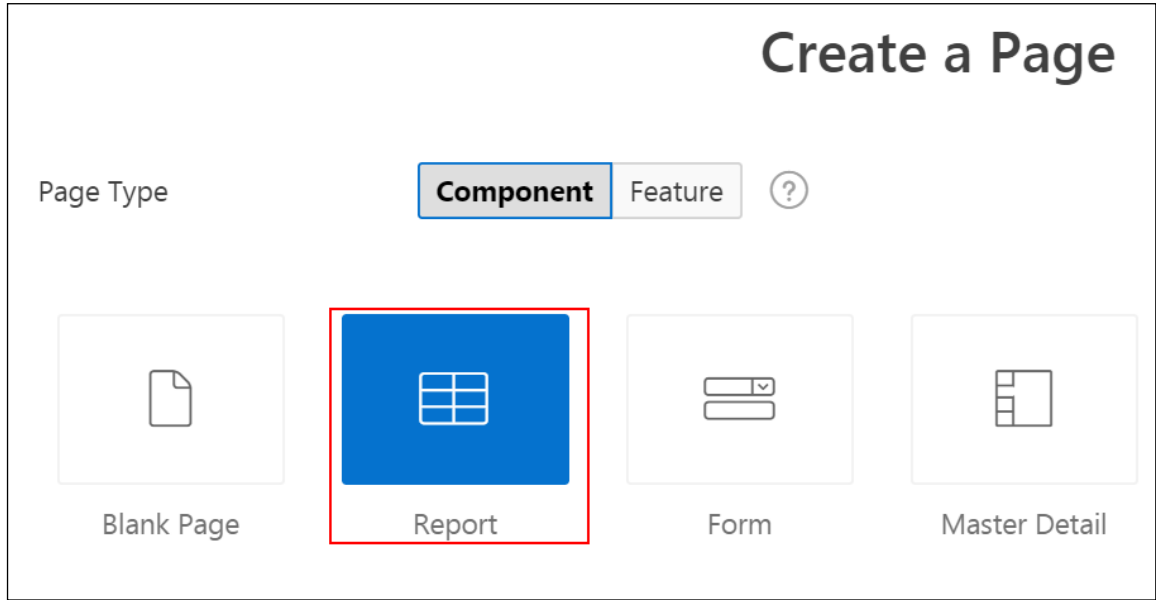 Create a Page
Page Type
Component
Feature
?
Blank Page
Report
Form
Master Detail